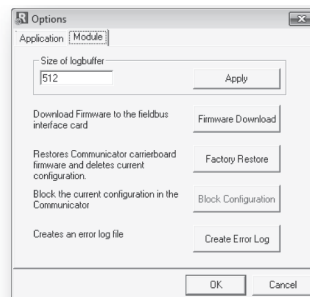 Options
Application Module
Size of logbuffer
512
Apply
Download Firmware to the fieldbus
interface card
Firmware Download
Restores Communicator carrierboard
firmware and deletes current
configuration.
Factory Restore
Block the current configuration in the
Communicator
Block Configuration
Creates an error log file
Create Error Log
OK Cancel